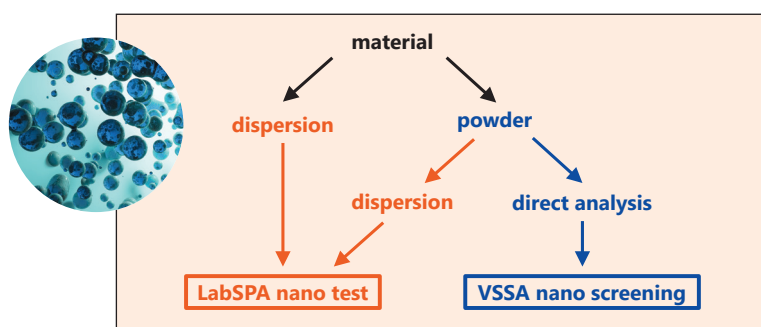 material
dispersion
powder
dispersion
direct analysis
LabSPA nano test
VSSA nano screening